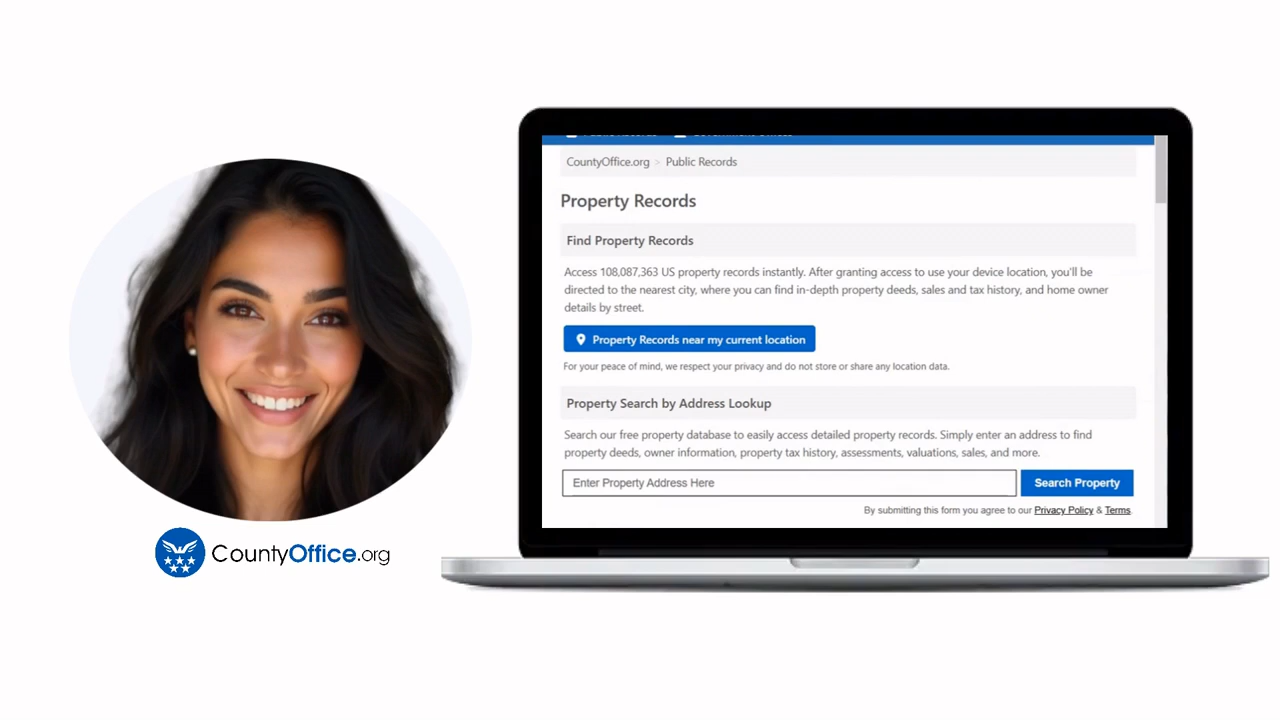 CountyOffice.org > Public Records
Property Records
Find Property Records
Access 108,087,363 US property records instantly. After granting access to use your device location, you'll be
directed to the nearest city, where you can find in-depth property deeds, sales and tax history, and home owner
details by street.
Property Records near my current location
For your peace of mind, we respect your privacy and do not store or share any location data.
Property Search by Address Lookup
Search our free property database to easily access detailed property records. Simply enter an address to find
property deeds, owner information, property tax history, assessments, valuations, sales, and more.
Enter Property Address Here
Search Property
By submitting this form you agree to our Privacy Policy & Terms.
CountyOffice.org